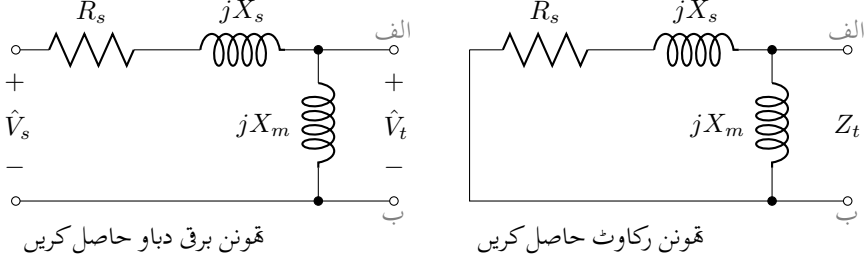 R_s
jX_s
الف
+
+
V̂_s
jX_m
V̂_t
−
−
ب
تھونن برقی دباو حاصل کریں
R_s
jX_s
الف
jX_m
Z_t
ب
تھونن رکاوٹ حاصل کریں